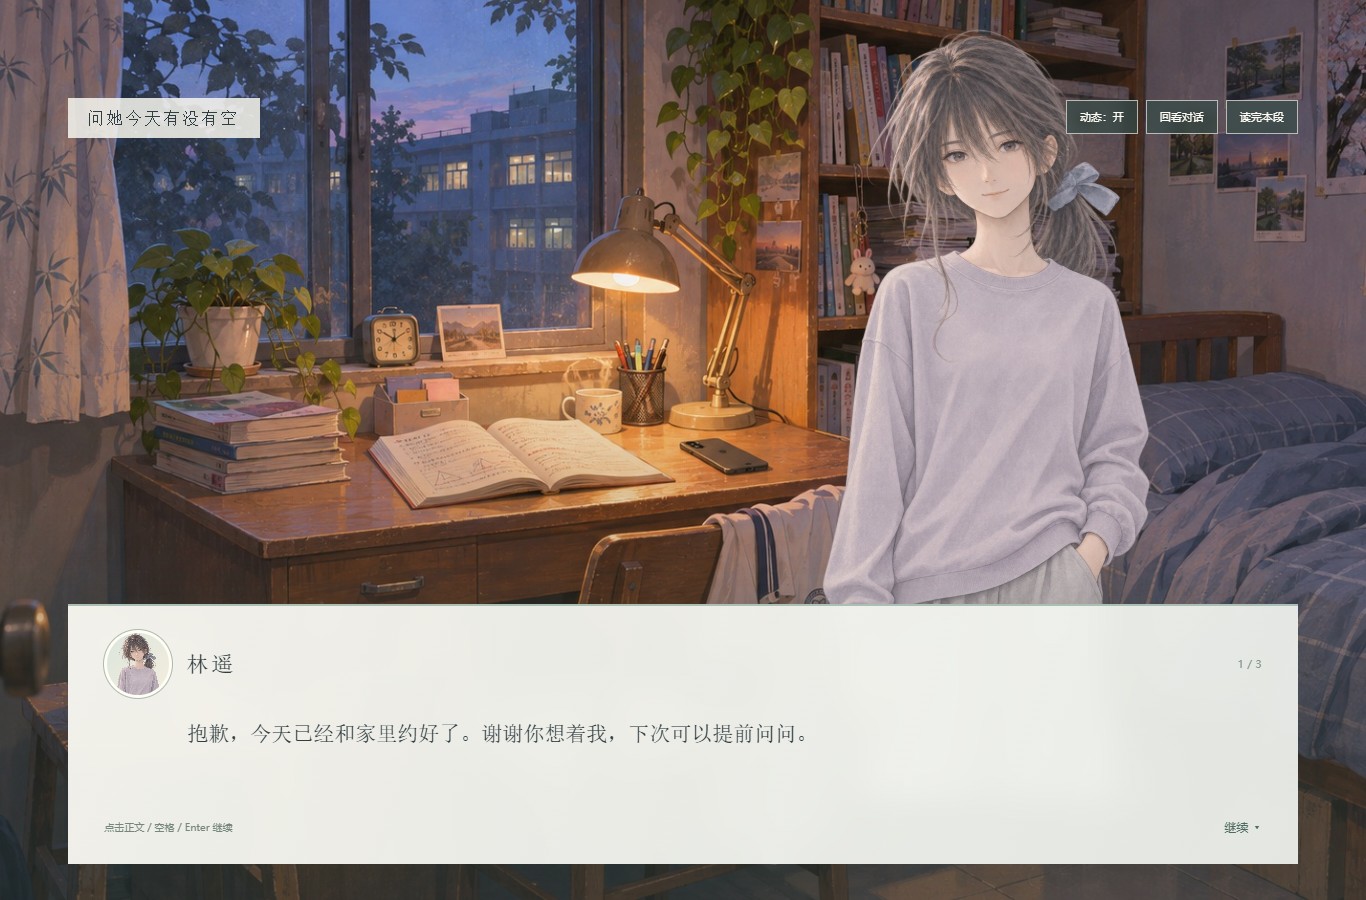 问她今天有没有空
动态：开
回看对话
读完本段
林遥
1 / 3
抱歉，今天已经和家里约好了。谢谢你想着我，下次可以提前问问。
点击正文 / 空格 / Enter 继续
继续